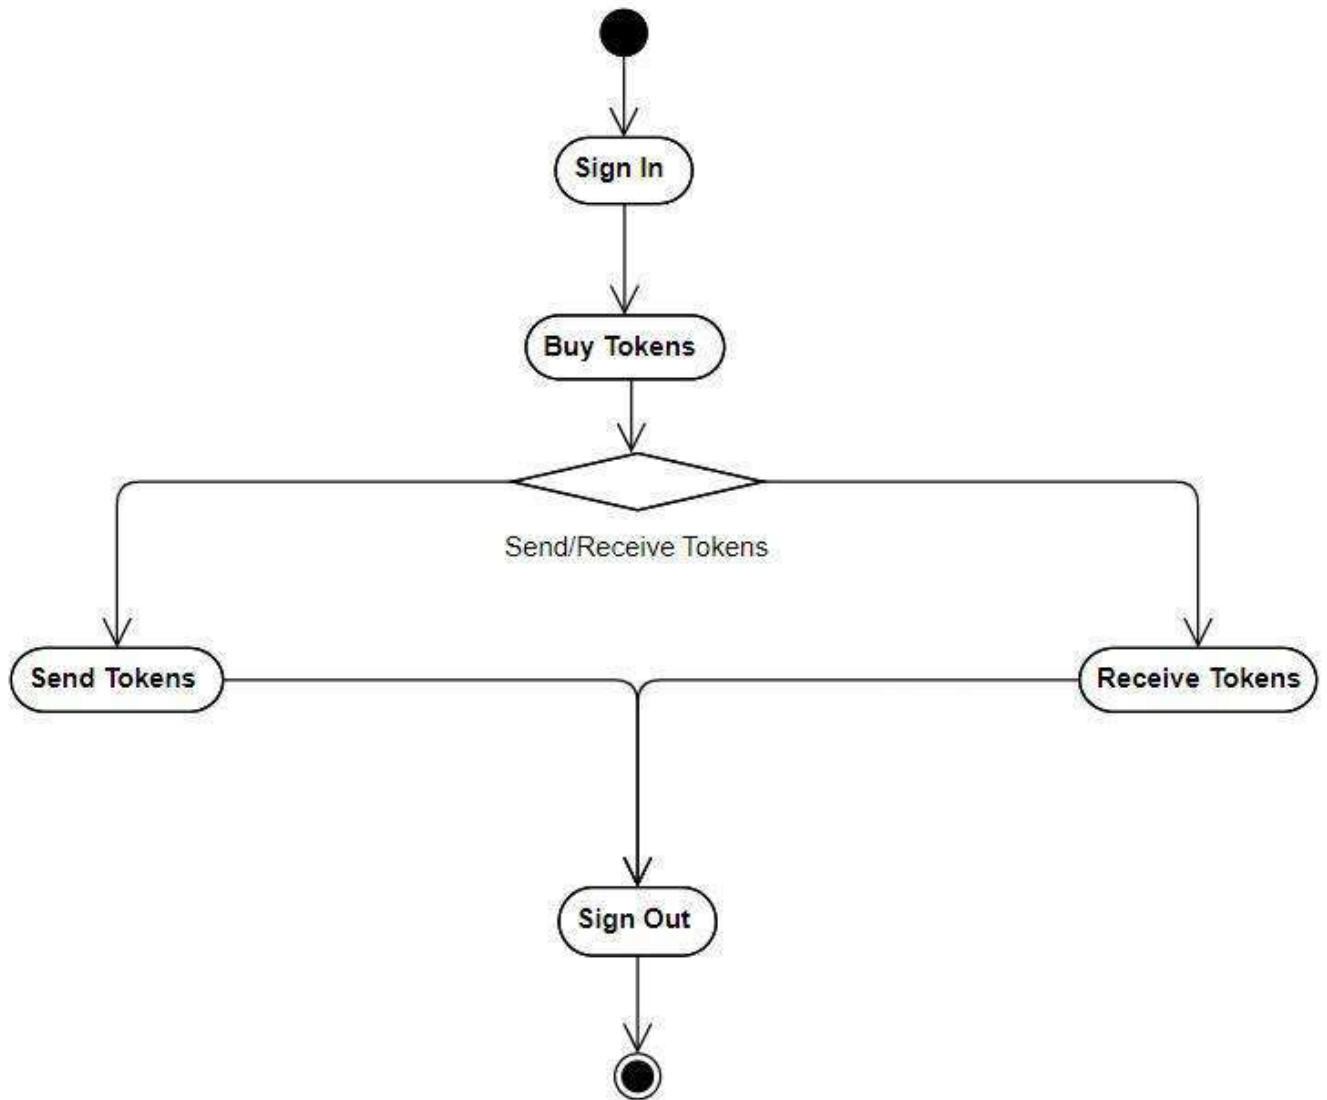 Sign In
Buy Tokens
Send/Receive Tokens
Send Tokens
Receive Tokens
Sign Out